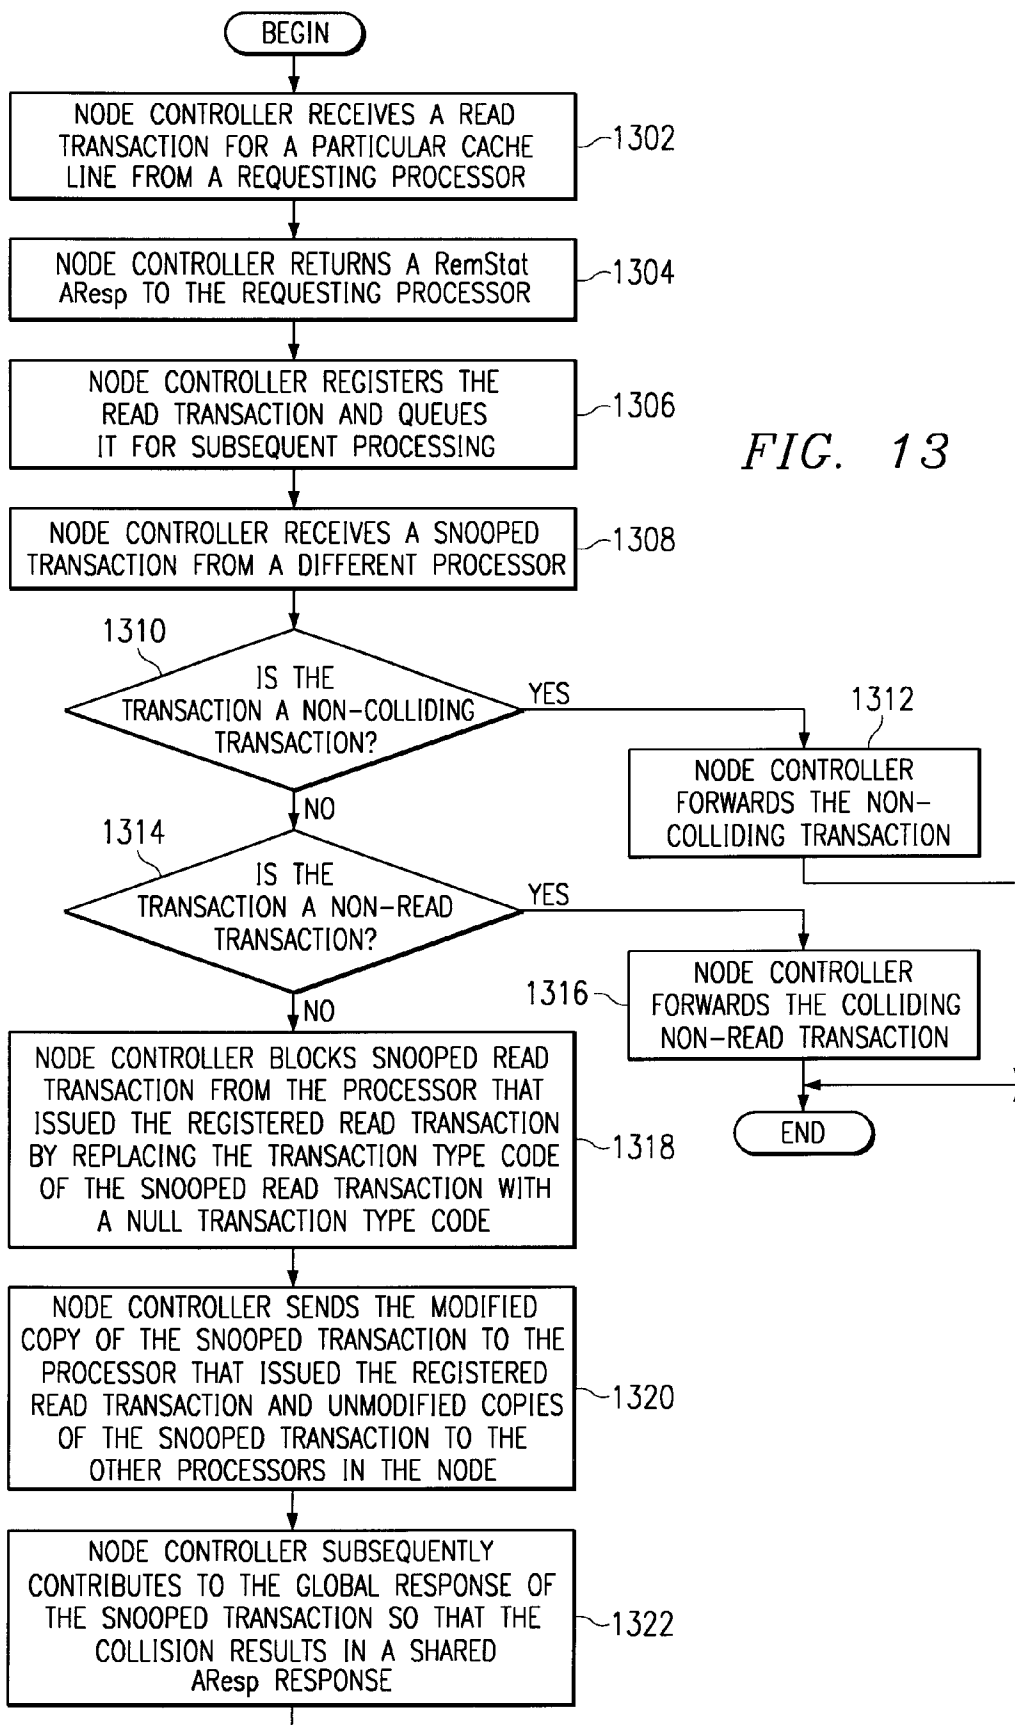 BEGIN
NODE CONTROLLER RECEIVES A READ
TRANSACTION FOR A PARTICULAR CACHE
LINE FROM A REQUESTING PROCESSOR
1302
NODE CONTROLLER RETURNS A RemStat
AResp TO THE REQUESTING PROCESSOR
1304
NODE CONTROLLER REGISTERS THE
READ TRANSACTION AND QUEUES
IT FOR SUBSEQUENT PROCESSING
1306
FIG. 13
NODE CONTROLLER RECEIVES A SNOOPED
TRANSACTION FROM A DIFFERENT PROCESSOR
1308
1310
IS THE
TRANSACTION A NON-COLLIDING
TRANSACTION?
YES
1312
NODE CONTROLLER
FORWARDS THE NON-
COLLIDING TRANSACTION
NO
1314
IS THE
TRANSACTION A NON-READ
TRANSACTION?
YES
1316
NODE CONTROLLER
FORWARDS THE COLLIDING
NON-READ TRANSACTION
NO
END
NODE CONTROLLER BLOCKS SNOOPED READ
TRANSACTION FROM THE PROCESSOR THAT
ISSUED THE REGISTERED READ TRANSACTION
BY REPLACING THE TRANSACTION TYPE CODE
OF THE SNOOPED READ TRANSACTION WITH
A NULL TRANSACTION TYPE CODE
1318
NODE CONTROLLER SENDS THE MODIFIED
COPY OF THE SNOOPED TRANSACTION TO THE
PROCESSOR THAT ISSUED THE REGISTERED
READ TRANSACTION AND UNMODIFIED COPIES
OF THE SNOOPED TRANSACTION TO THE
OTHER PROCESSORS IN THE NODE
1320
NODE CONTROLLER SUBSEQUENTLY
CONTRIBUTES TO THE GLOBAL RESPONSE OF
THE SNOOPED TRANSACTION SO THAT THE
COLLISION RESULTS IN A SHARED
AResp RESPONSE
1322